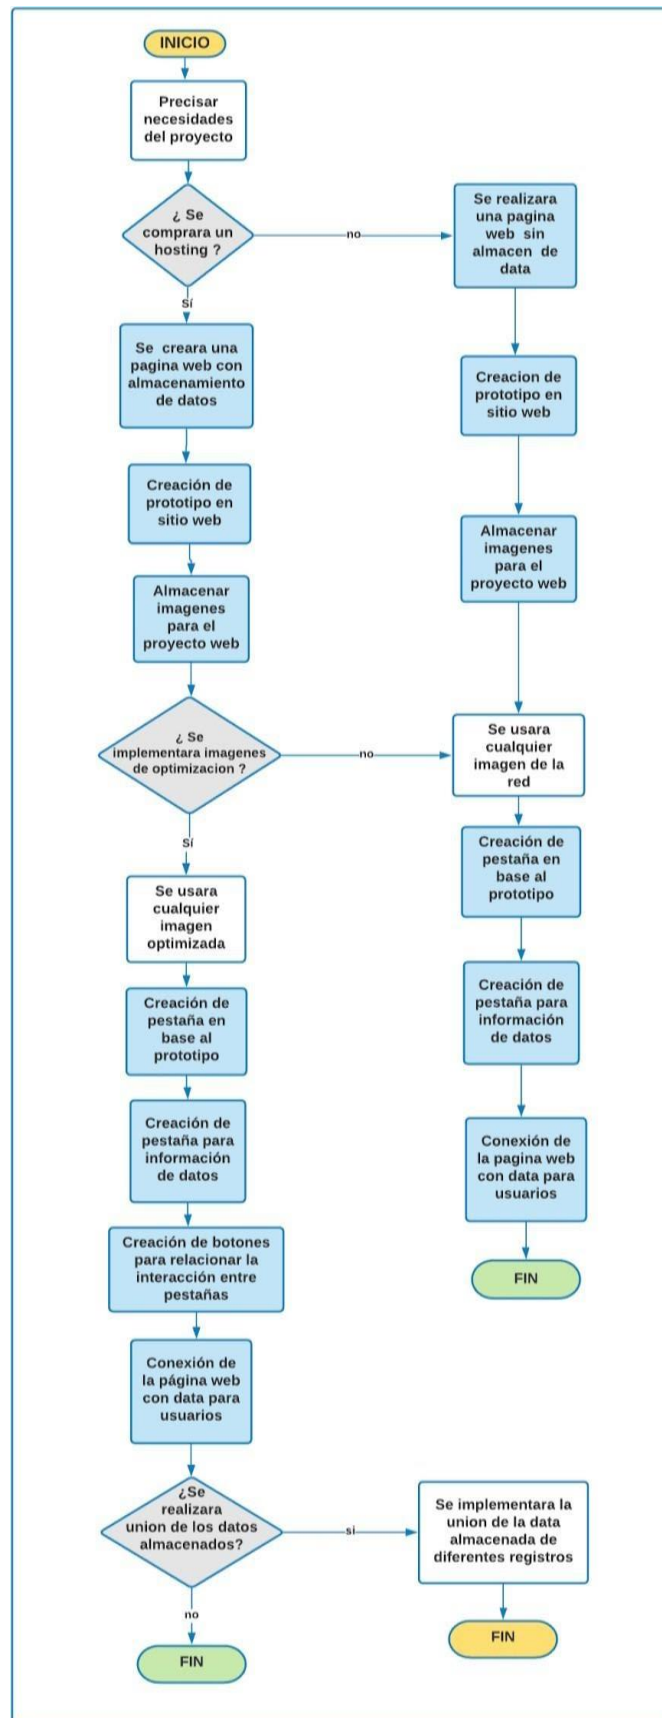 INICIO
Precisar
necesidades
del proyecto
¿ Se
comprara un
hosting ?
no
Se realizara
una pagina
web sin
almacen de
data
Sí
Se creara una
pagina web con
almacenamiento
de datos
Creacion de
prototipo en
sitio web
Creación de
prototipo en
sitio web
Almacenar
imagenes
para el
proyecto web
Almacenar
imagenes
para el
proyecto web
¿ Se
implementara imagenes
de optimizacion ?
no
Se usara
cualquier
imagen de la
red
Sí
Creación de
pestaña en
base al
prototipo
Se usara
cualquier
imagen
optimizada
Creación de
pestaña para
información
de datos
Creación de
pestaña en
base al
prototipo
Creación de
pestaña para
información
de datos
Conexión de
la pagina web
con data para
usuarios
Creación de botones
para relacionar la
interacción entre
pestañas
FIN
Conexión de
la página web
con data para
usuarios
¿Se
realizara
union de los datos
almacenados?
si
Se implementara la
union de la data
almacenada de
diferentes registros
no
FIN
FIN